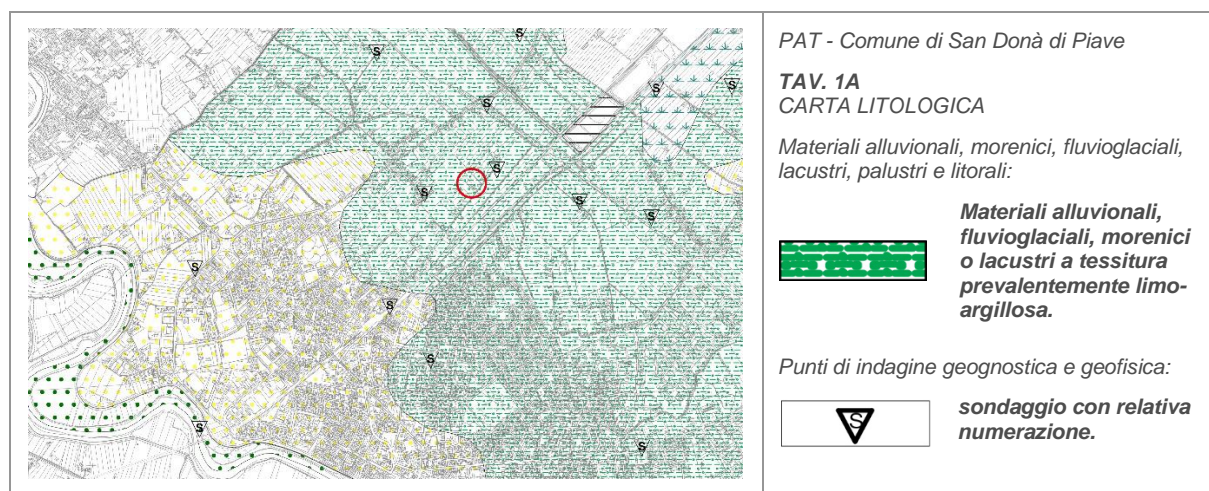 PAT - Comune di San Donà di Piave
TAV. 1A
CARTA LITOLOGICA
Materiali alluvionali, morenici, fluvioglaciali,
lacustri, palustri e litorali:
Materiali alluvionali,
fluvioglaciali, morenici
o lacustri a tessitura
prevalentemente limo-
argillosa.
Punti di indagine geognostica e geofisica:
S
sondaggio con relativa
numerazione.